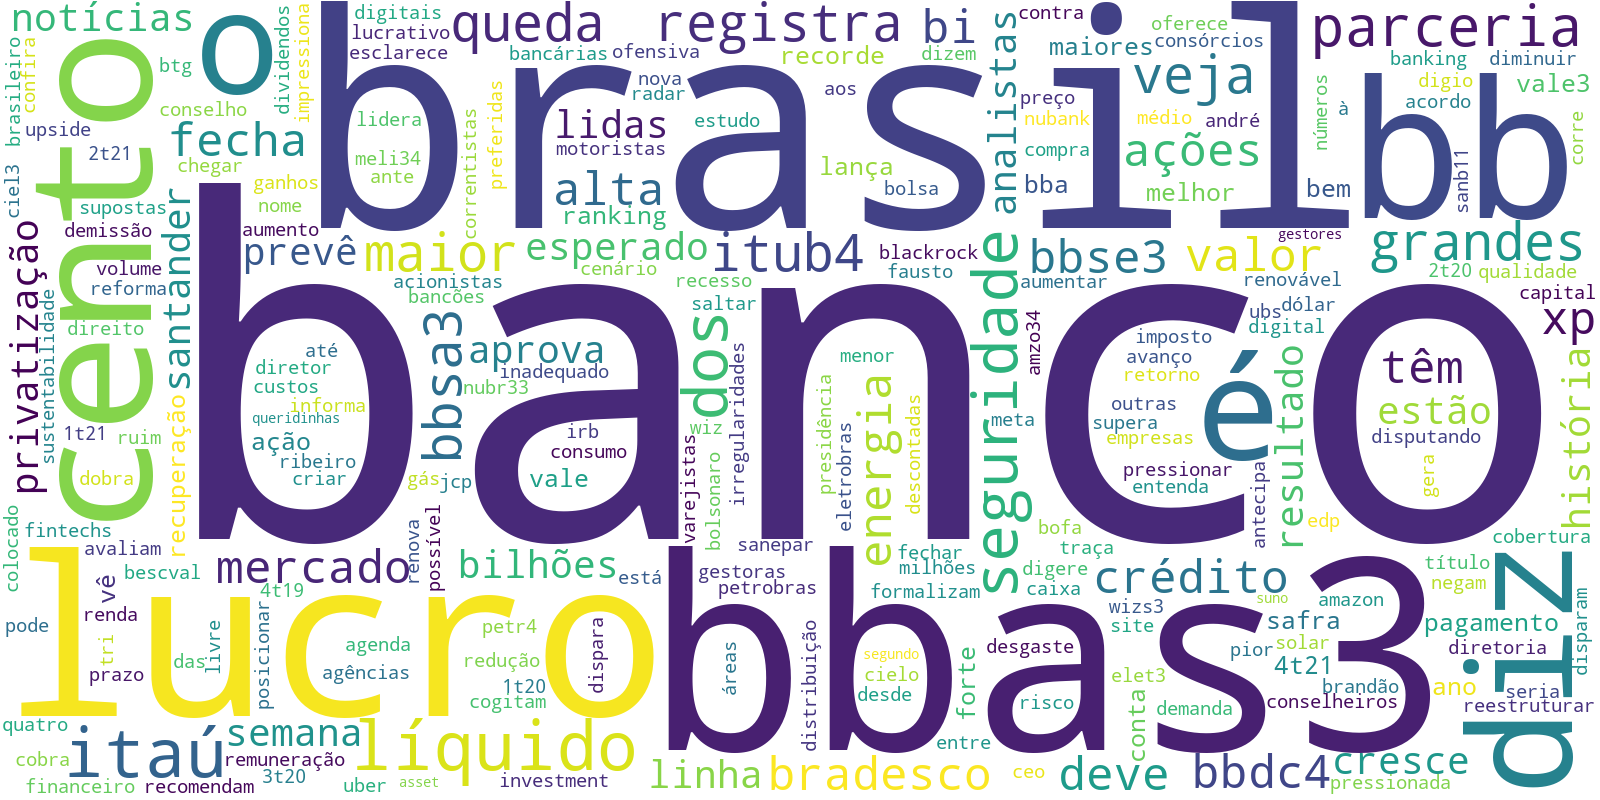 notícias
digitais
lucrativo
esclarece
queda
registra
bi
contra
oferece
maiores
consórcios
parceria
o
brasil
bb
bancárias
ofensiva
recorde
dizem
veja
banking
diminuir
digio
vale3
acordo
brasileiro
confira
btg
conselho
dividendos
impressiona
nova
radar
aos
analistas
preço
nubank
médio
andré
números
à
corre
upside
fecha
2t21
chegar
lidera
meli34
ante
correntistas
preferidas
lidas
motoristas
estudo
lança
bolsa
compra
bba
ações
melhor
bem
sanb11
cento
ciel3
supostas
demissão
santander
ganhos
nome
aumento
alta
ranking
gestores
privatização
volume
reforma
prevê
maior
esperado
cenário
itub4
recesso
blackrock
fausto
bbse3
valor
grandes
2t20
qualidade
acionistas
bancões
saltar
aumentar
renovável
dólar
ubs
digital
capital
xp
direito
sustentabilidade
banco
até
diretor
custos
informa
queridinhas
ação
ribeiro
criar
bbsa3
aprova
inadequado
nubr33
dos
irregularidades
menor
seguridade
amzo34
imposto
avanço
retorno
é
têm
estão
história
1t21
ruim
dobra
recuperação
gás
jcp
irb
consumo
vale
wiz
varejistas
bolsonaro
presidência
eletrobras
energia
descontadas
meta
outras
supera
empresas
pressionar
entenda
antecipa
resultado
edp
disputando
gera
colocado
fintechs
avaliam
bescval
vê
mercado
renova
possível
bilhões
está
sanepar
gestoras
petrobras
fechar
milhões
formalizam
bofa
traça
digere
caixa
crédito
cobertura
título
negam
diz
lucro
4t19
renda
tri
prazo
pode
das
livre
posicionar
agenda
agências
petr4
redução
1t20
cogitam
dispara
bbas3
áreas
distribuição
segundo
cielo
desde
forte
desgaste
risco
wizs3
site
elet3
suno
amazon
safra
solar
pior
4t21
brandão
conselheiros
conta
demanda
pagamento
diretoria
ano
seria
reestruturar
disparam
quatro
cobra
financeiro
itaú
semana
remuneração
3t20
recomendam
líquido
uber
asset
investment
linha
bradesco
entre
ceo
deve
bbdc4
cresce
pressionada